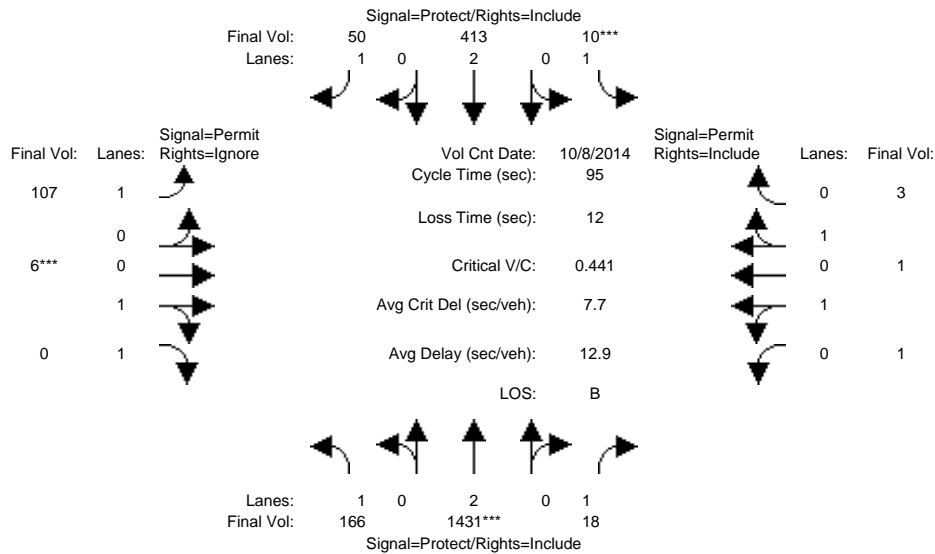 Signal=Protect/Rights=Include
Final Vol: 50 413 10***
Lanes: 1 0 2 0 1
Signal=Permit Signal=Permit
Final Vol: Lanes: Rights=Ignore Vol Cnt Date: 10/8/2014 Rights=Include Lanes: Final Vol:
Cycle Time (sec): 95
107 1 0 3
Loss Time (sec): 12
0 1
6*** 0 Critical V/C: 0.441 0 1
1 Avg Crit Del (sec/veh): 7.7 1
0 1 Avg Delay (sec/veh): 12.9 0 1
LOS: B
Lanes: 1 0 2 0 1
Final Vol: 166 1431*** 18
Signal=Protect/Rights=Include